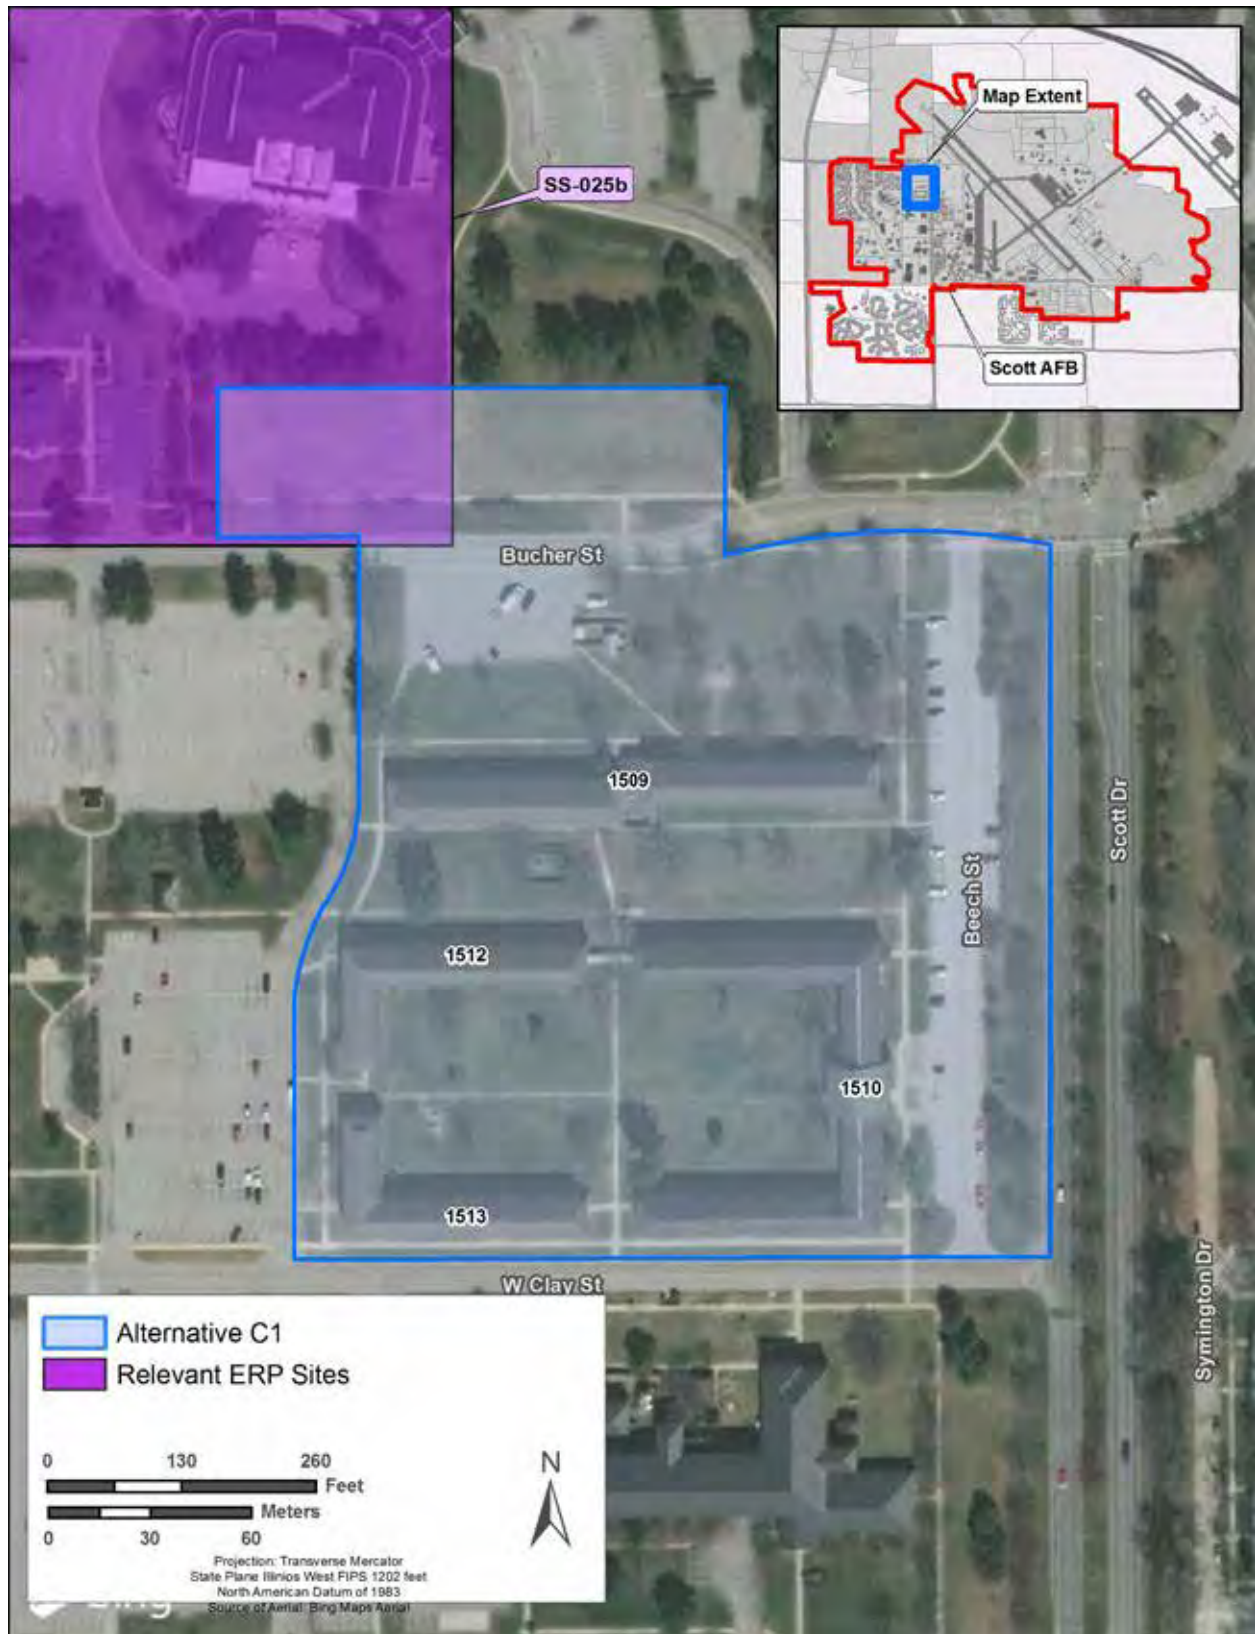 Map Extent
SS-025b
Scott AFB
Bucher St
1509
Scott Dr
Beech St
1512
1510
1513
W Clay St
Symington Dr
Alternative C1
Relevant ERP Sites
0 130 260
Feet
Meters
0 30 60
N
Projection: Transverse Mercator
State Plane Illinios West FIPS 1202 feet
North American Datum of 1983
Source of Aerial: Bing Maps Aerial